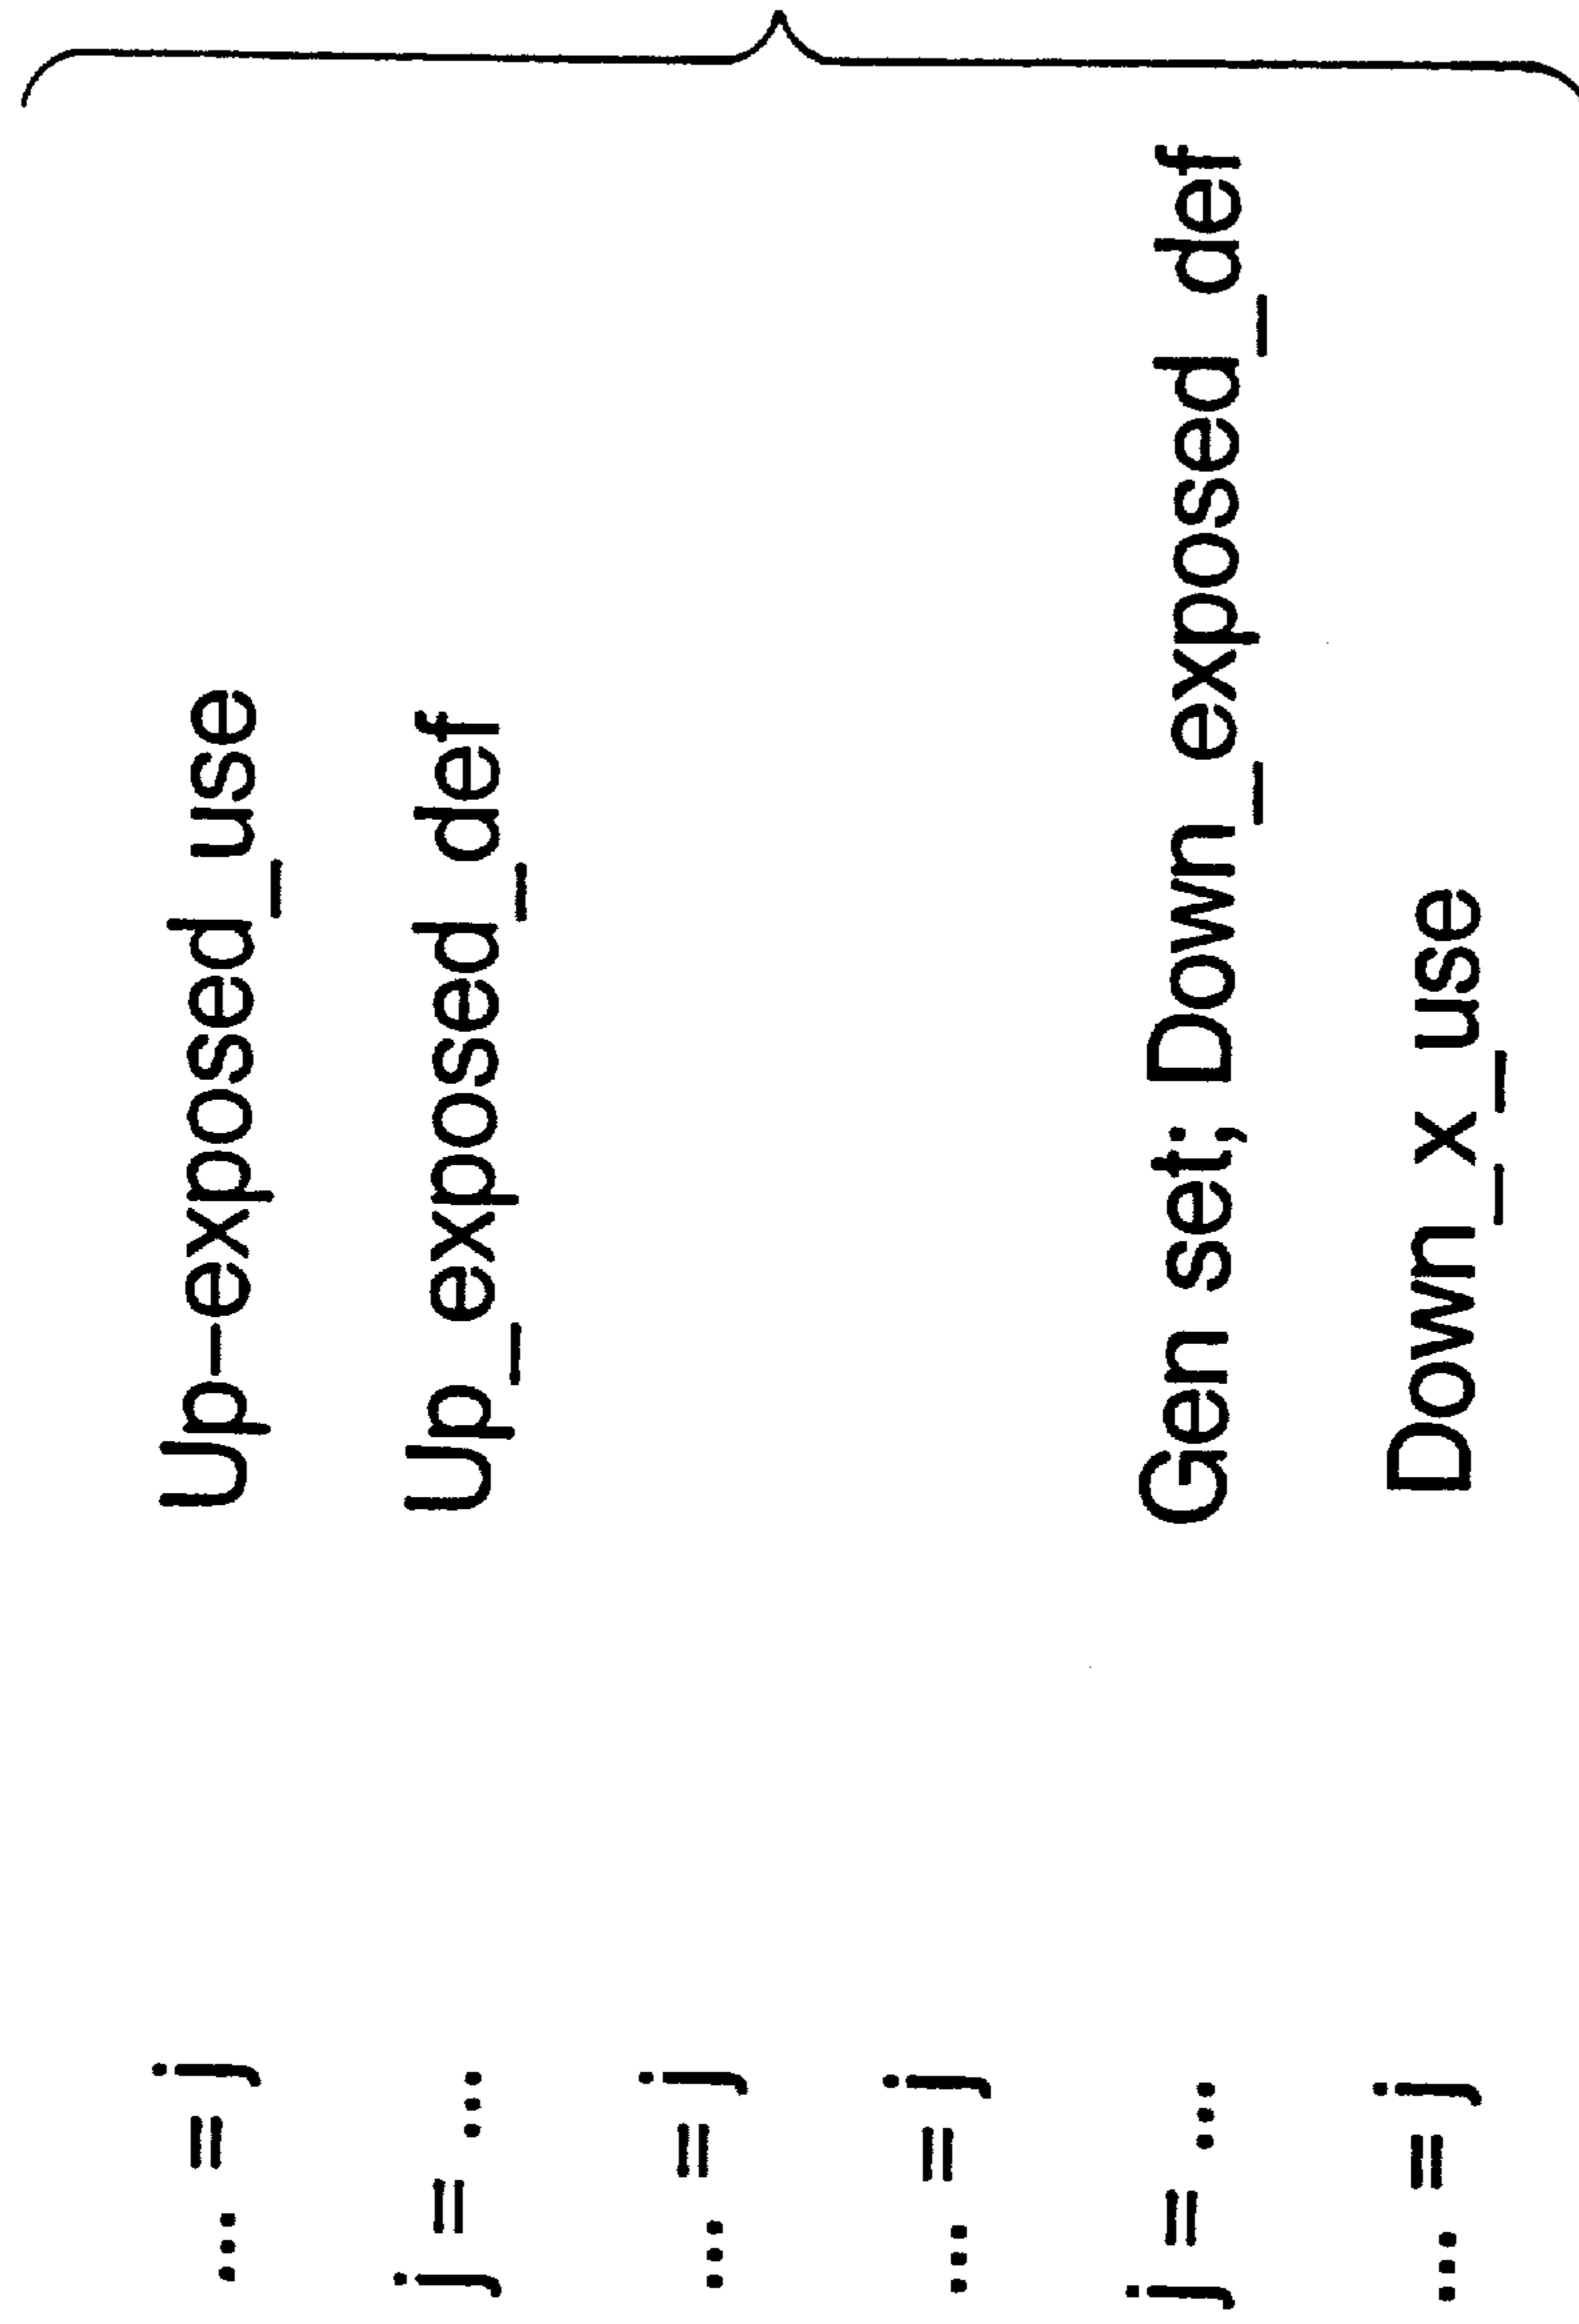 ... = j Up-exposed_use
j = ... Up_exposed_def
... = j
... = j
j = ... Gen set; Down_exposed_def
... = j Down_x_use